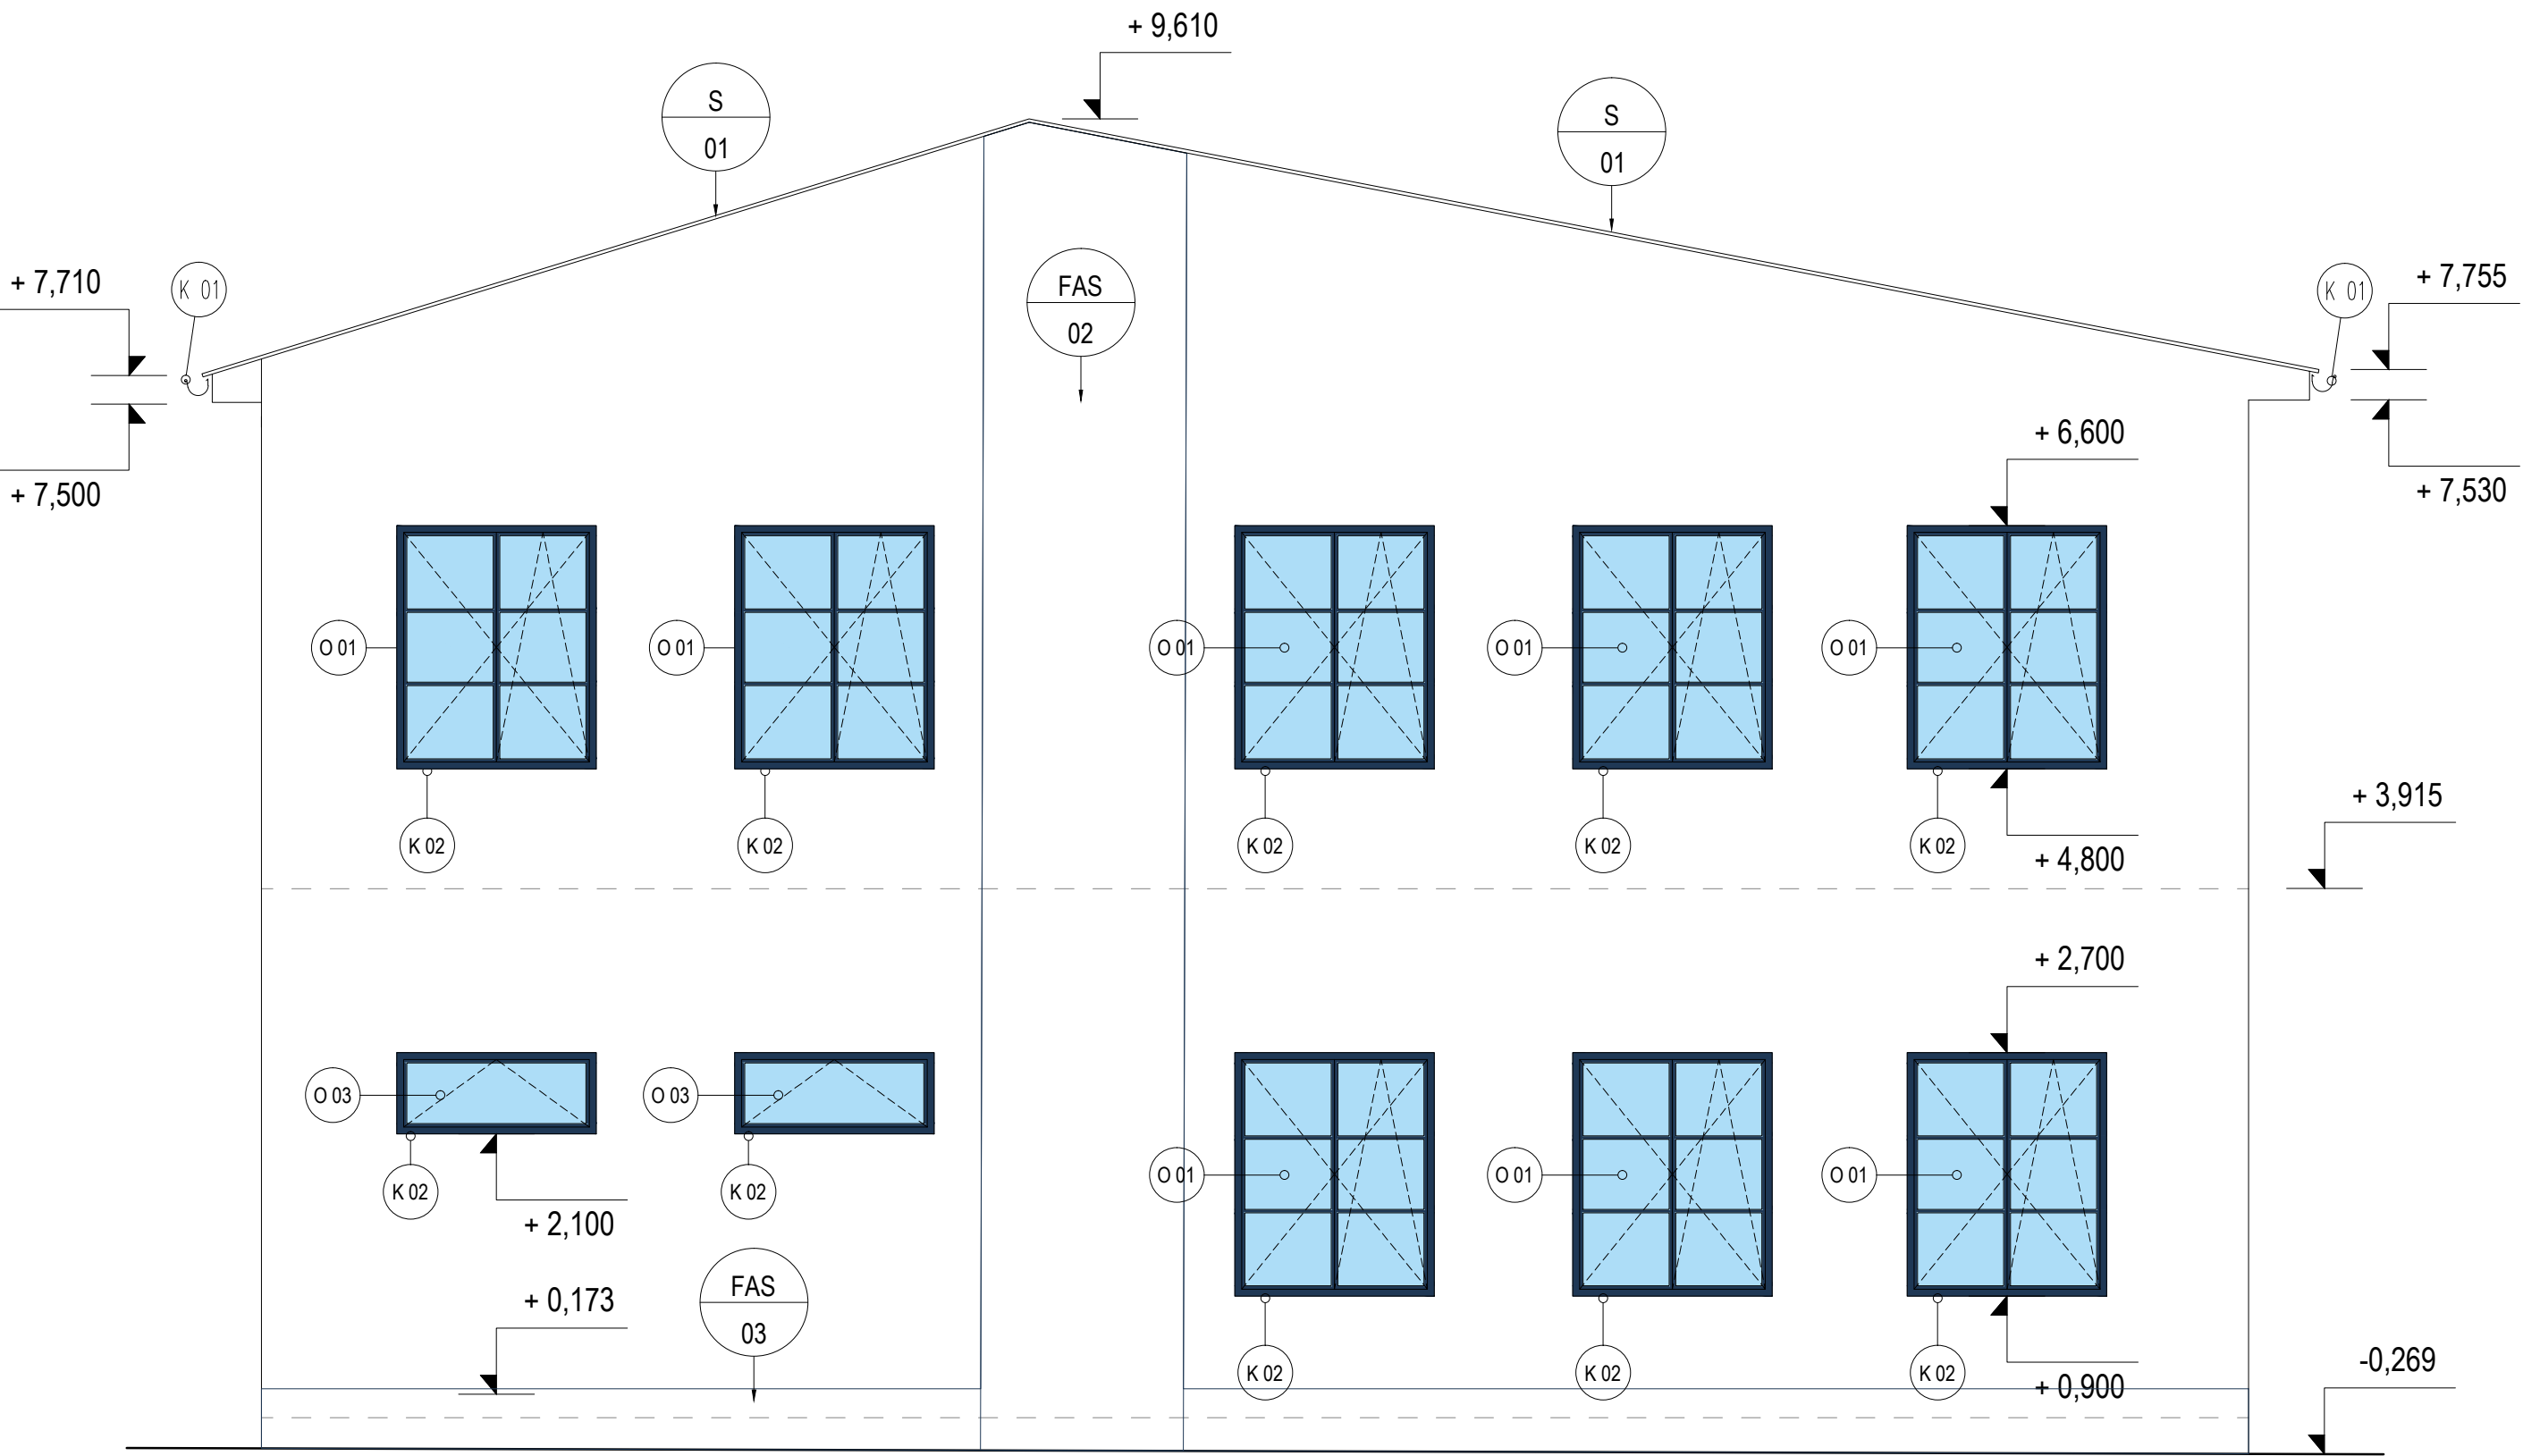 + 9,610
S
01
S
01
+ 7,710
K 01
FAS
02
K 01
+ 7,755
+ 7,500
+ 7,530
+ 6,600
O 01
O 01
O 01
O 01
O 01
K 02
K 02
K 02
K 02
K 02
+ 4,800
+ 3,915
+ 2,700
O 03
O 03
O 01
O 01
O 01
K 02
K 02
+ 2,100
+ 0,173
FAS
03
K 02
K 02
K 02
+ 0,900
-0,269